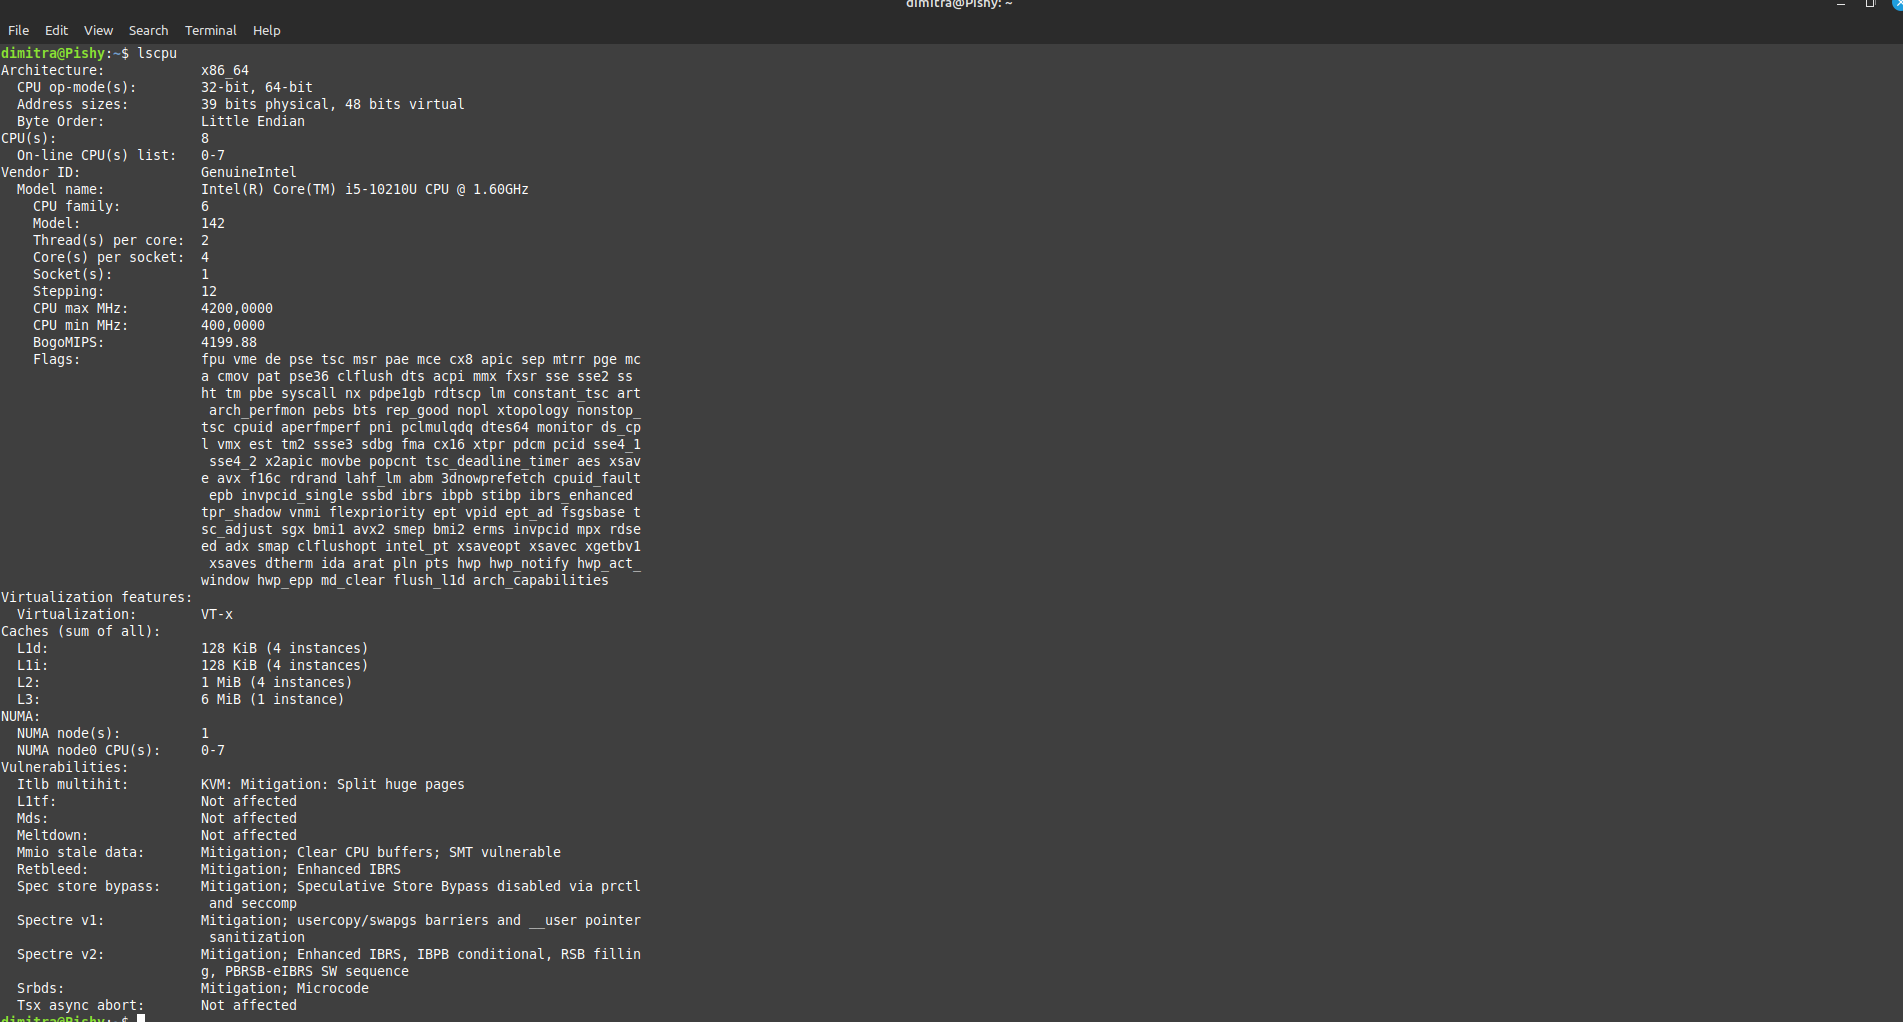 dimitra@Pishy: ~
File Edit View Search Terminal Help
dimitra@Pishy:~$ lscpu
Architecture: x86_64
CPU op-mode(s): 32-bit, 64-bit
Address sizes: 39 bits physical, 48 bits virtual
Byte Order: Little Endian
CPU(s): 8
On-line CPU(s) list: 0-7
Vendor ID: GenuineIntel
Model name: Intel(R) Core(TM) i5-10210U CPU @ 1.60GHz
CPU family: 6
Model: 142
Thread(s) per core: 2
Core(s) per socket: 4
Socket(s): 1
Stepping: 12
CPU max MHz: 4200,0000
CPU min MHz: 400,0000
BogoMIPS: 4199.88
Flags: fpu vme de pse tsc msr pae mce cx8 apic sep mtrr pge mc
a cmov pat pse36 clflush dts acpi mmx fxsr sse sse2 ss
ht tm pbe syscall nx pdpe1gb rdtscp lm constant_tsc art
arch_perfmon pebs bts rep_good nopl xtopology nonstop_
tsc cpuid aperfmperf pni pclmulqdq dtes64 monitor ds_cp
l vmx est tm2 ssse3 sdbg fma cx16 xtpr pdcm pcid sse4_1
sse4_2 x2apic movbe popcnt tsc_deadline_timer aes xsav
e avx f16c rdrand lahf_lm abm 3dnowprefetch cpuid_fault
epb invpcid_single ssbd ibrs ibpb stibp ibrs_enhanced
tpr_shadow vnmi flexpriority ept vpid ept_ad fsgsbase t
sc_adjust sgx bmi1 avx2 smep bmi2 erms invpcid mpx rdse
ed adx smap clflushopt intel_pt xsaveopt xsavec xgetbv1
xsaves dtherm ida arat pln pts hwp hwp_notify hwp_act_
window hwp_epp md_clear flush_l1d arch_capabilities
Virtualization features:
Virtualization: VT-x
Caches (sum of all):
L1d: 128 KiB (4 instances)
L1i: 128 KiB (4 instances)
L2: 1 MiB (4 instances)
L3: 6 MiB (1 instance)
NUMA:
NUMA node(s): 1
NUMA node0 CPU(s): 0-7
Vulnerabilities:
Itlb multihit: KVM: Mitigation: Split huge pages
L1tf: Not affected
Mds: Not affected
Meltdown: Not affected
Mmio stale data: Mitigation; Clear CPU buffers; SMT vulnerable
Retbleed: Mitigation; Enhanced IBRS
Spec store bypass: Mitigation; Speculative Store Bypass disabled via prctl
and seccomp
Spectre v1: Mitigation; usercopy/swapgs barriers and __user pointer
sanitization
Spectre v2: Mitigation; Enhanced IBRS, IBPB conditional, RSB fillin
g, PBRSB-eIBRS SW sequence
Srbds: Mitigation; Microcode
Tsx async abort: Not affected
dimitra@Pishy:~$